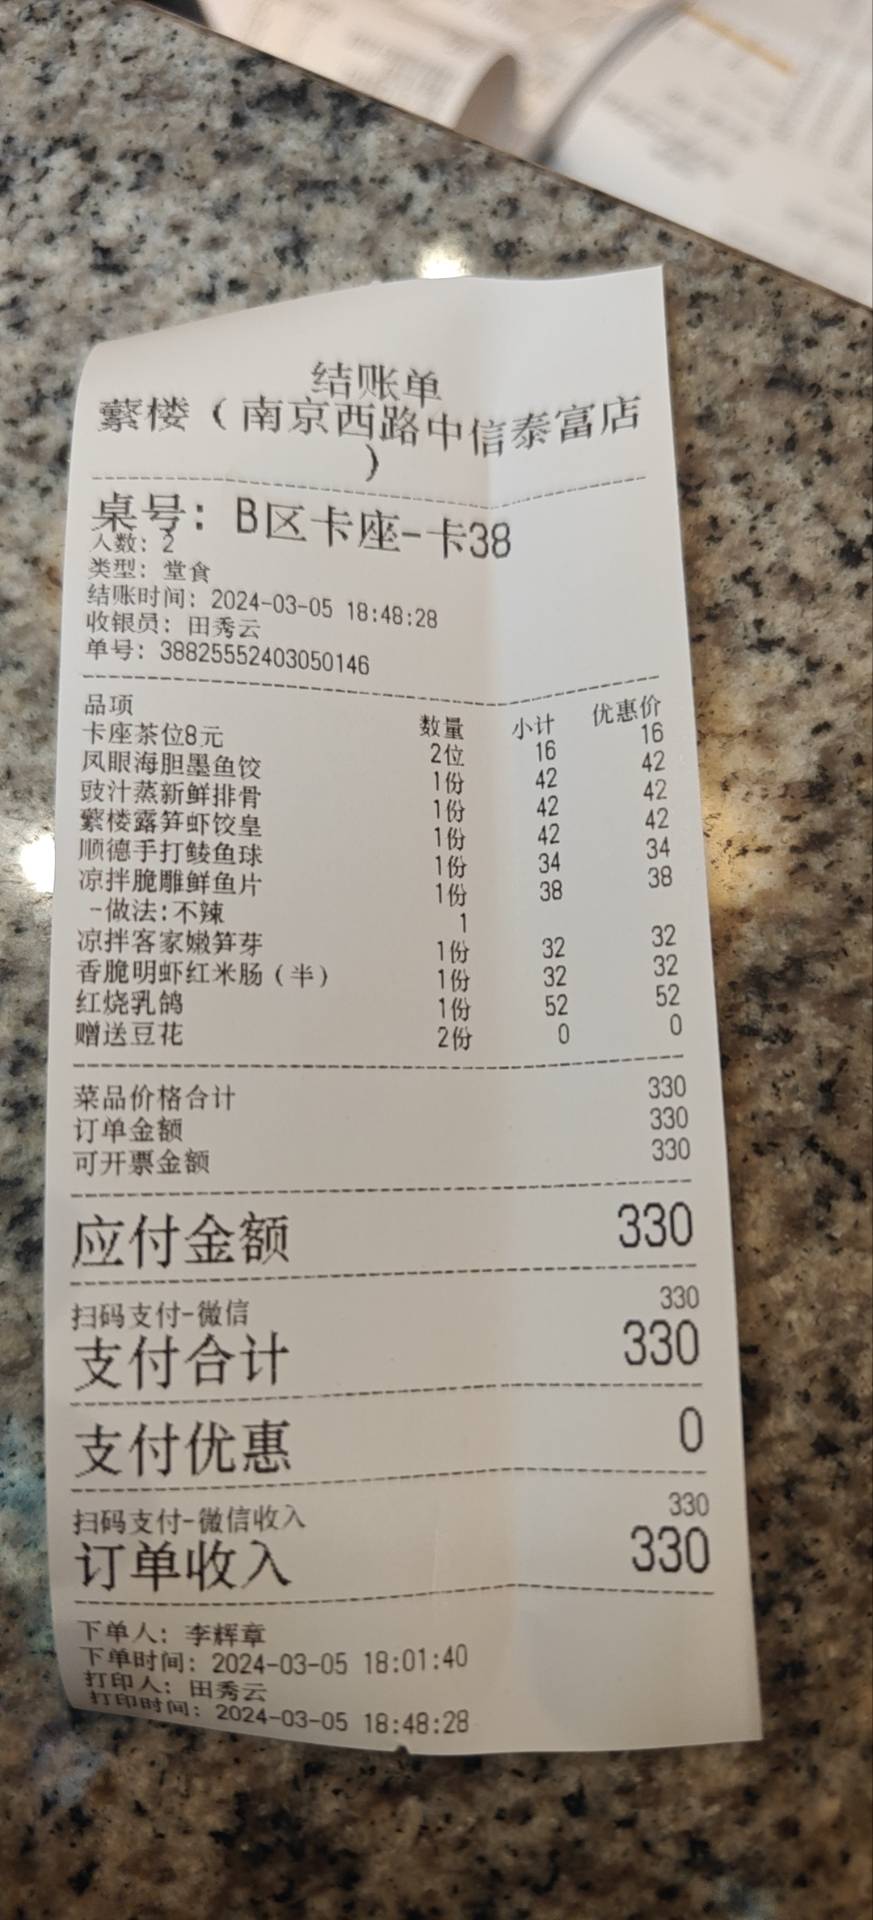 结账单
蘩楼（南京西路中信泰富店
）
桌号：B区卡座-卡38
人数：2
类型：堂食
结账时间：2024-03-05 18:48:28
收银员：田秀云
单号：38825552403050146
品项 数量 小计 优惠价
卡座茶位8元 2位 16 16
凤眼海胆墨鱼饺 1份 42 42
豉汁蒸新鲜排骨 1份 42 42
蘩楼露笋虾饺皇 1份 42 42
顺德手打鲮鱼球 1份 34 34
凉拌脆雕鲜鱼片 1份 38 38
-做法:不辣 1
凉拌客家嫩笋芽 1份 32 32
香脆明虾红米肠（半） 1份 32 32
红烧乳鸽 1份 52 52
赠送豆花 2份 0 0
菜品价格合计 330
订单金额 330
可开票金额 330
应付金额 330
扫码支付-微信 330
支付合计 330
支付优惠 0
扫码支付-微信收入 330
订单收入 330
下单人：李辉章
下单时间：2024-03-05 18:01:40
打印人：田秀云
打印时间：2024-03-05 18:48:28